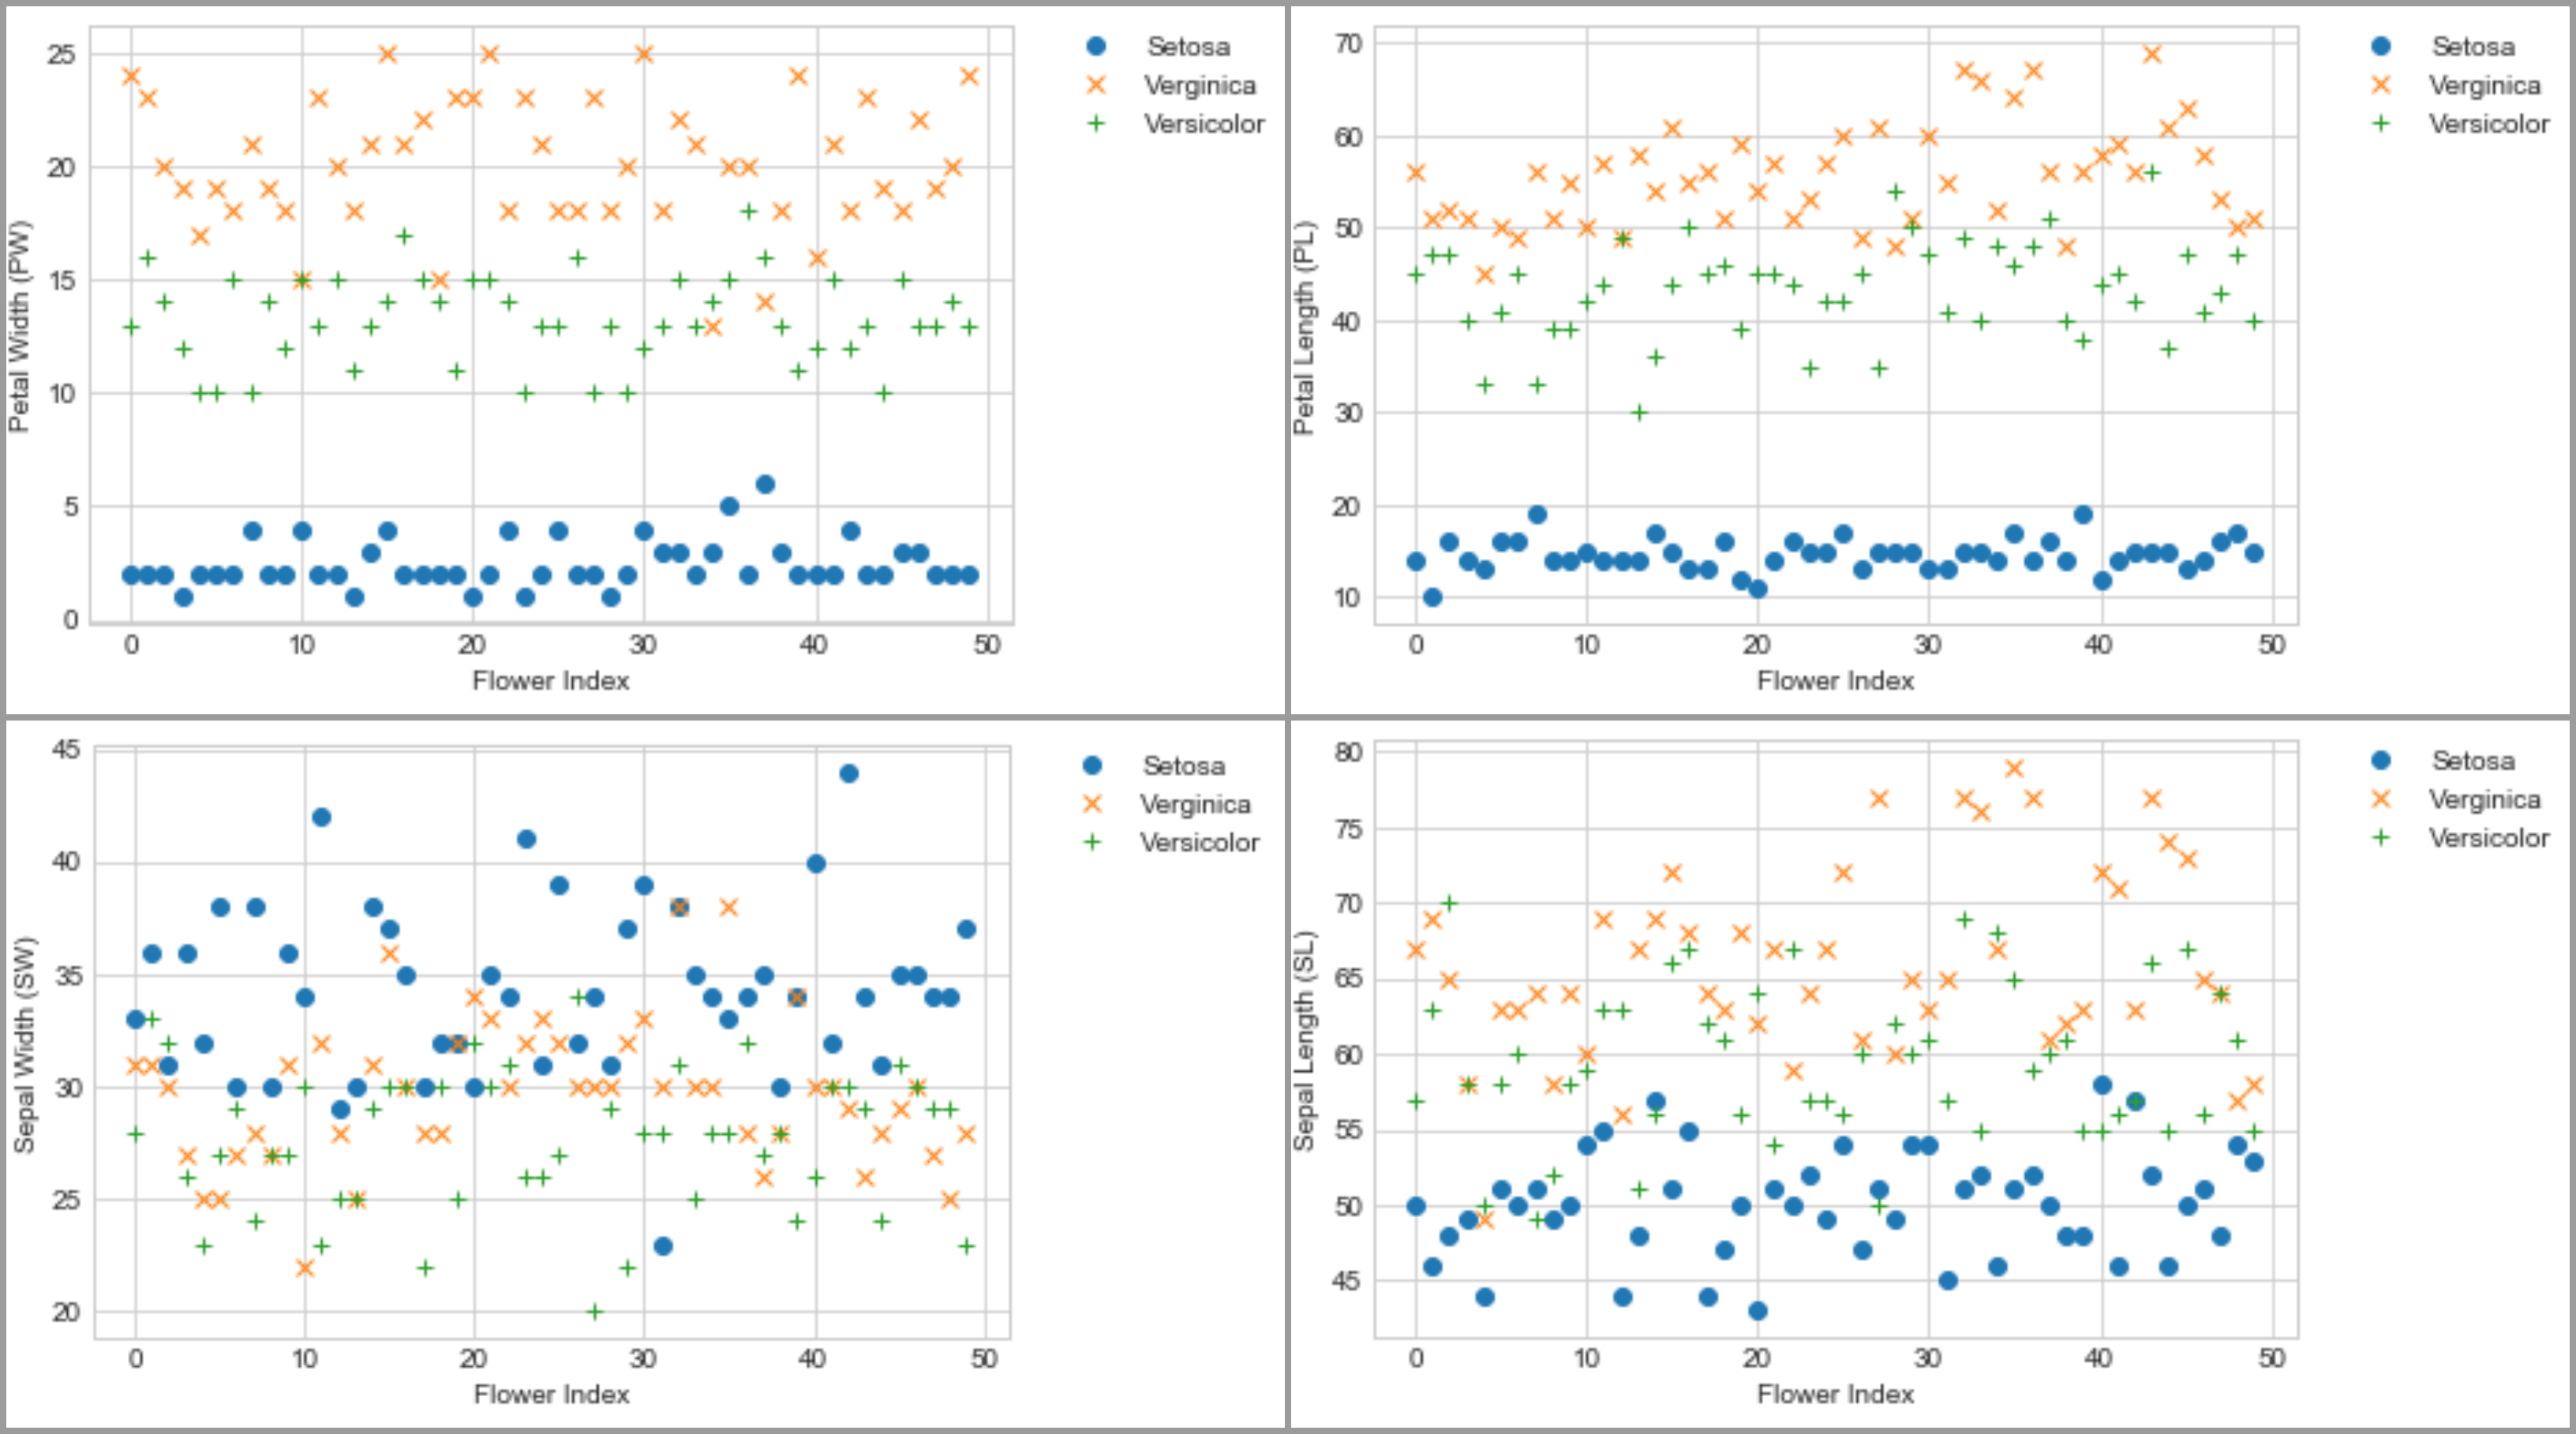 25
20
15
10
5
0
Petal Width (PW)
0 10 20 30 40 50
Flower Index
Setosa
Verginica
Versicolor
70
60
50
40
30
20
10
Petal Length (PL)
0 10 20 30 40 50
Flower Index
Setosa
Verginica
Versicolor
45
40
35
30
25
20
Sepal Width (SW)
0 10 20 30 40 50
Flower Index
Setosa
Verginica
Versicolor
80
75
70
65
60
55
50
45
Sepal Length (SL)
0 10 20 30 40 50
Flower Index
Setosa
Verginica
Versicolor